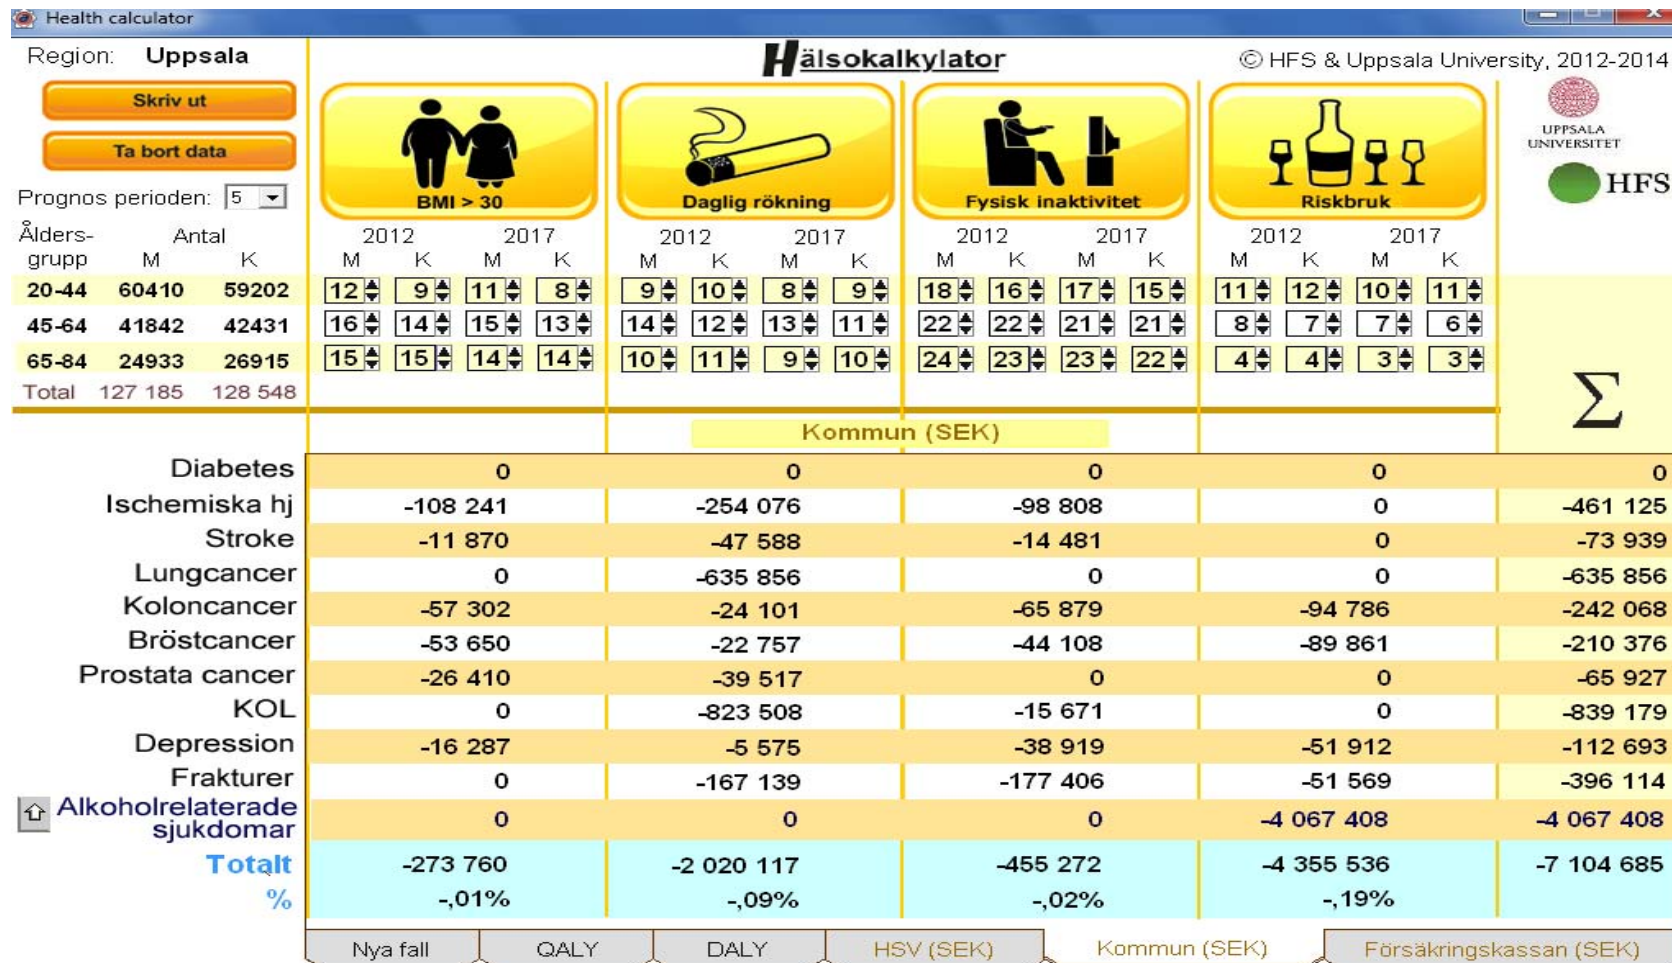 Health calculator
Region: Uppsala Hälsokalkylator © HFS & Uppsala University, 2012-2014
Skriv ut
Ta bort data
Prognos perioden: 5
BMI > 30 Daglig rökning Fysisk inaktivitet Riskbruk
UPPSALA
UNIVERSITET
HFS
Ålders- Antal 2012 2017 2012 2017 2012 2017 2012 2017
grupp M K M K M K M K M K M K M K M K M K
20-44 60410 59202 12 9 11 8 9 10 8 9 18 16 17 15 11 12 10 11
45-64 41842 42431 16 14 15 13 14 12 13 11 22 22 21 21 8 7 7 6
65-84 24933 26915 15 15 14 14 10 11 9 10 24 23 23 22 4 4 3 3
Total 127 185 128 548
Σ
Kommun (SEK)
Diabetes 0 0 0 0 0
Ischemiska hj -108 241 -254 076 -98 808 0 -461 125
Stroke -11 870 -47 588 -14 481 0 -73 939
Lungcancer 0 -635 856 0 0 -635 856
Koloncancer -57 302 -24 101 -65 879 -94 786 -242 068
Bröstcancer -53 650 -22 757 -44 108 -89 861 -210 376
Prostata cancer -26 410 -39 517 0 0 -65 927
KOL 0 -823 508 -15 671 0 -839 179
Depression -16 287 -5 575 -38 919 -51 912 -112 693
Frakturer 0 -167 139 -177 406 -51 569 -396 114
Alkoholrelaterade
sjukdomar 0 0 0 -4 067 408 -4 067 408
Totalt -273 760 -2 020 117 -455 272 -4 355 536 -7 104 685
% -,01% -,09% -,02% -,19%
Nya fall QALY DALY HSV (SEK) Kommun (SEK) Försäkringskassan (SEK)